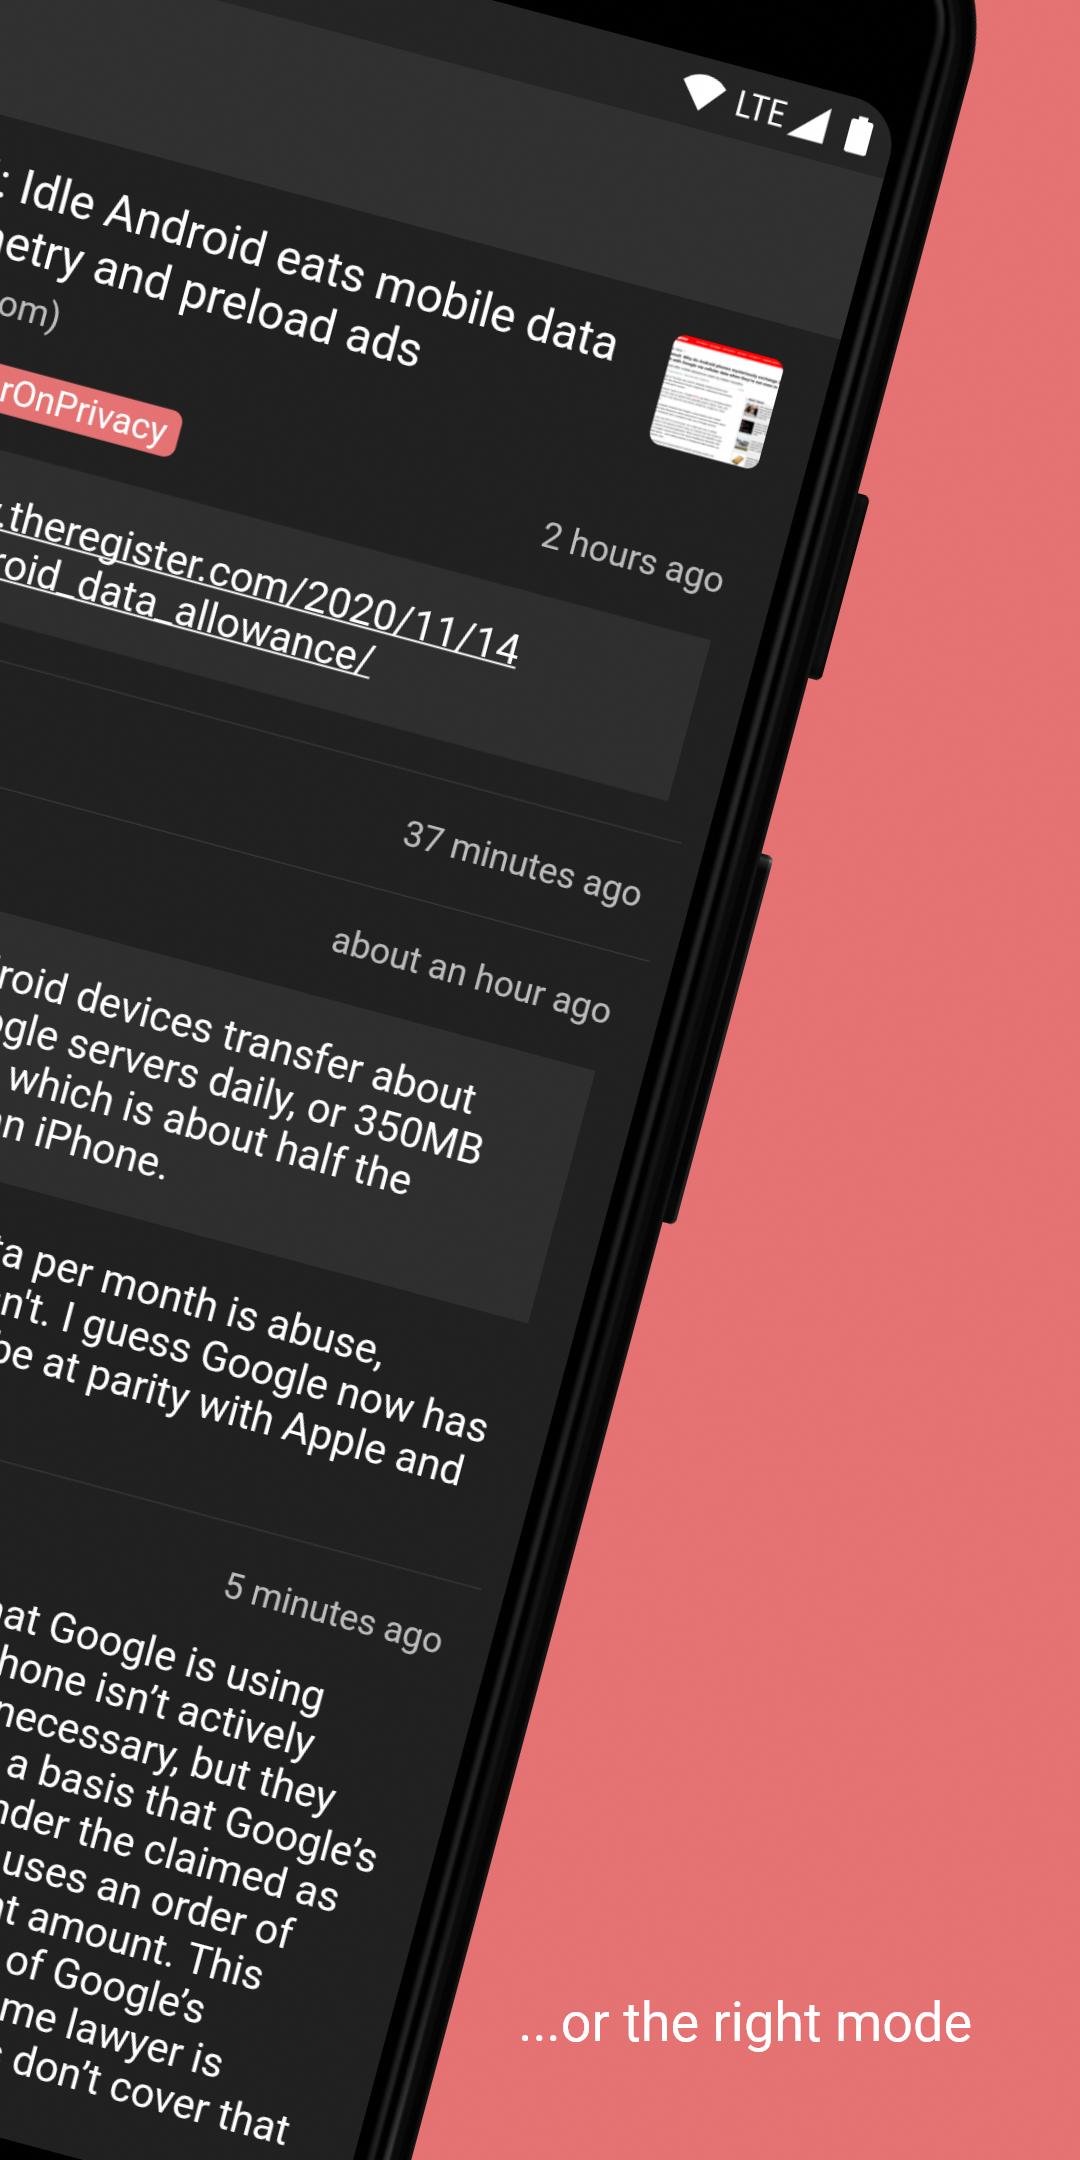 LTE
: Idle Android eats mobile data
etry and preload ads
om)
rOnPrivacy
2 hours ago
.theregister.com/2020/11/14
roid_data_allowance/
37 minutes ago
about an hour ago
roid devices transfer about
gle servers daily, or 350MB
which is about half the
n iPhone.
ta per month is abuse,
n't. I guess Google now has
be at parity with Apple and
5 minutes ago
at Google is using
hone isn’t actively
necessary, but they
a basis that Google’s
nder the claimed as
uses an order of
t amount. This
of Google’s
me lawyer is
don’t cover that
...or the right mode